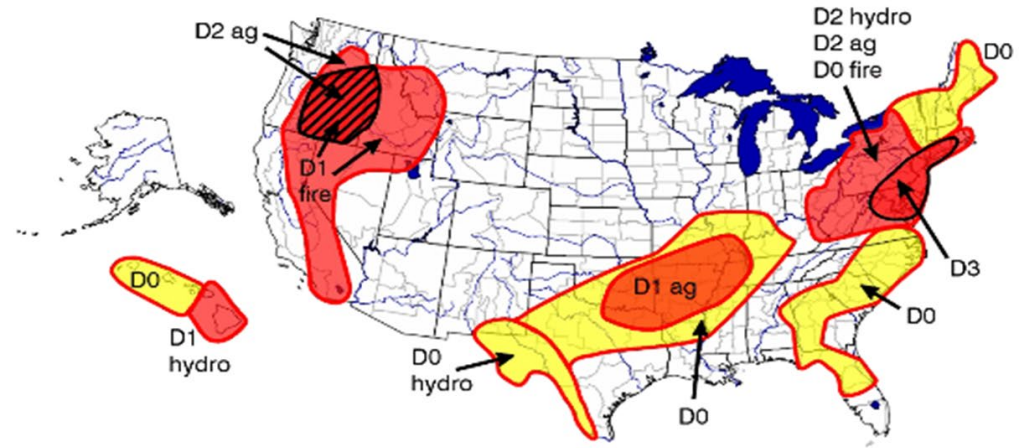 D2 ag
D2 hydro
D2 ag
D0 fire
D0
D1
fire
D3
D0
D1
hydro
D1 ag
D0
D0
hydro
D0